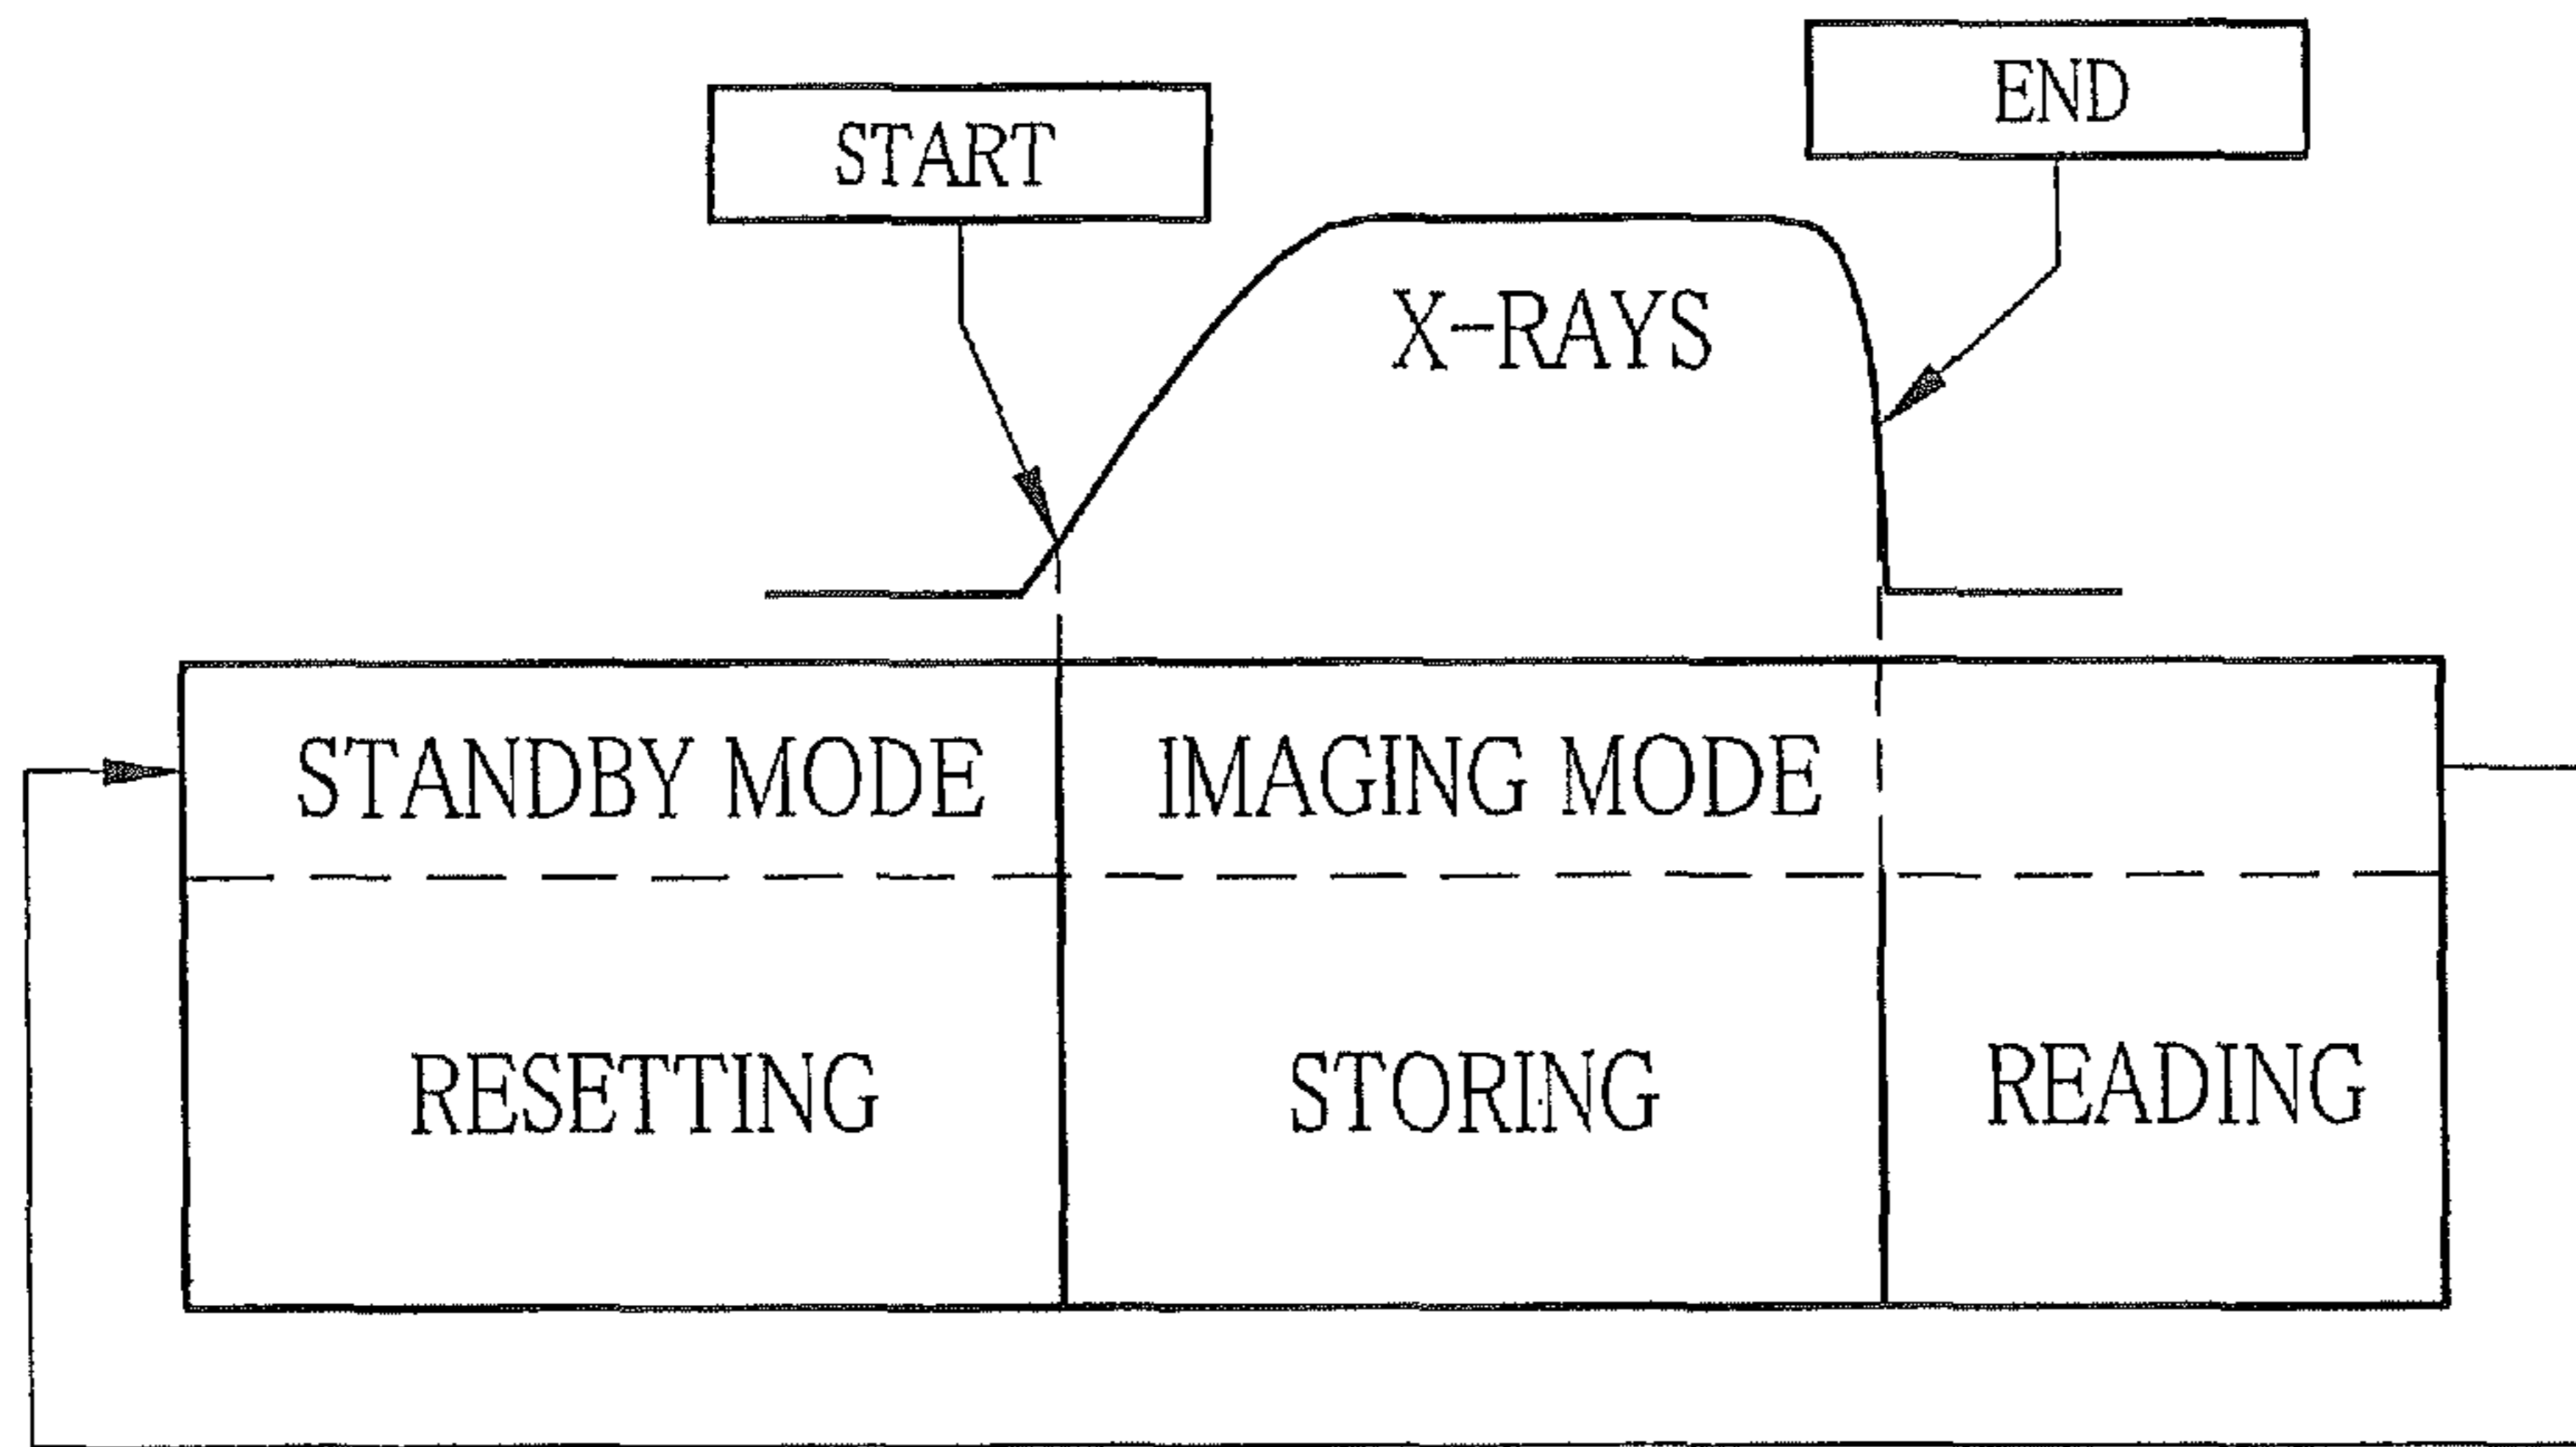 END
START
X-RAYS
STANDBY MODE
IMAGING MODE
RESETTING
STORING
READING